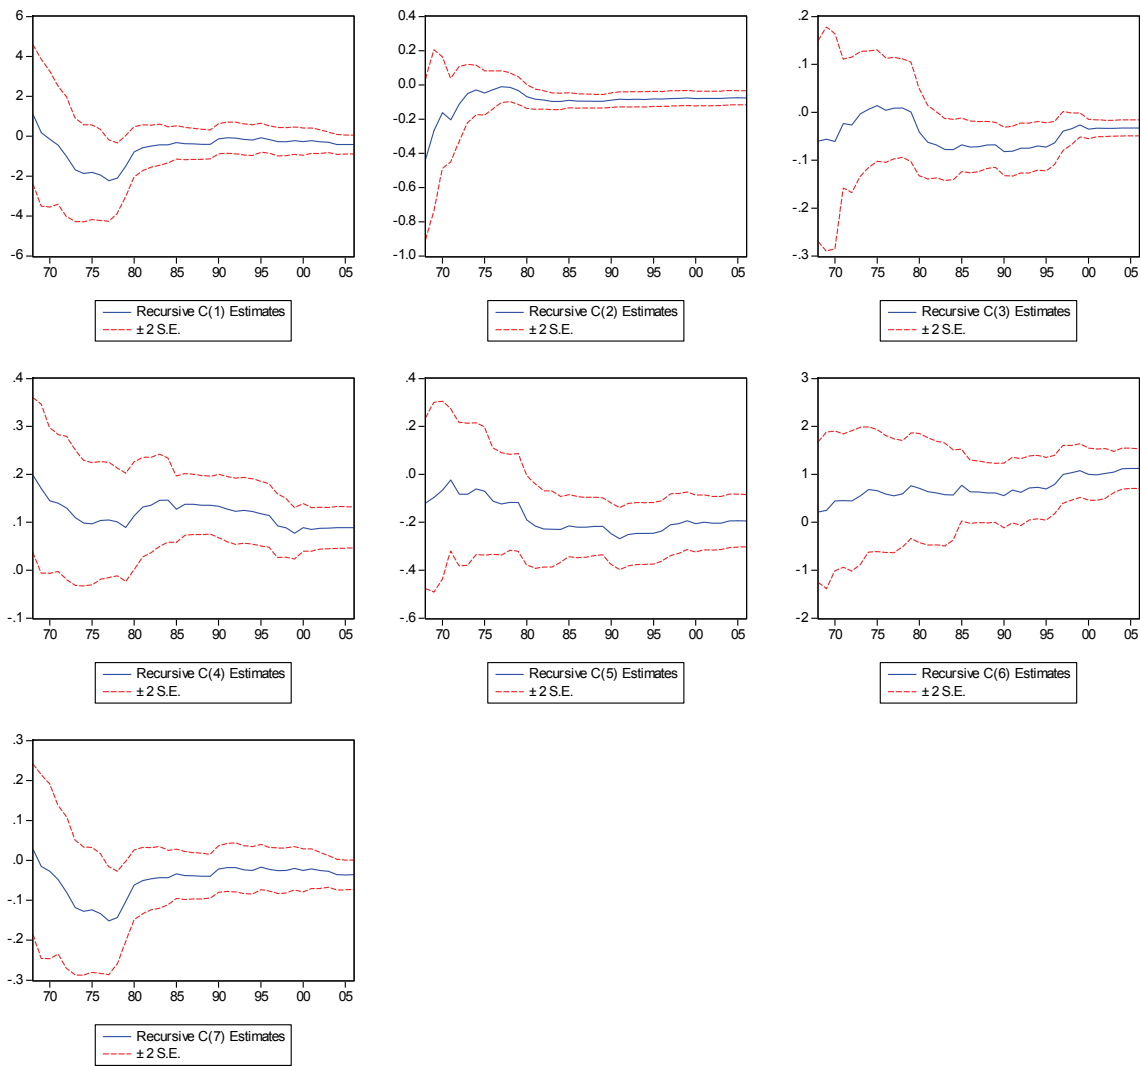 6
4
2
0
-2
-4
-6
70 75 80 85 90 95 00 05
Recursive C(1) Estimates
± 2 S.E.
0.4
0.2
0.0
-0.2
-0.4
-0.6
-0.8
-1.0
70 75 80 85 90 95 00 05
Recursive C(2) Estimates
± 2 S.E.
.2
.1
.0
-.1
-.2
-.3
70 75 80 85 90 95 00 05
Recursive C(3) Estimates
± 2 S.E.
.4
.3
.2
.1
.0
-.1
70 75 80 85 90 95 00 05
Recursive C(4) Estimates
± 2 S.E.
.4
.2
.0
-.2
-.4
-.6
70 75 80 85 90 95 00 05
Recursive C(5) Estimates
± 2 S.E.
3
2
1
0
-1
-2
70 75 80 85 90 95 00 05
Recursive C(6) Estimates
± 2 S.E.
.3
.2
.1
.0
-.1
-.2
-.3
70 75 80 85 90 95 00 05
Recursive C(7) Estimates
± 2 S.E.